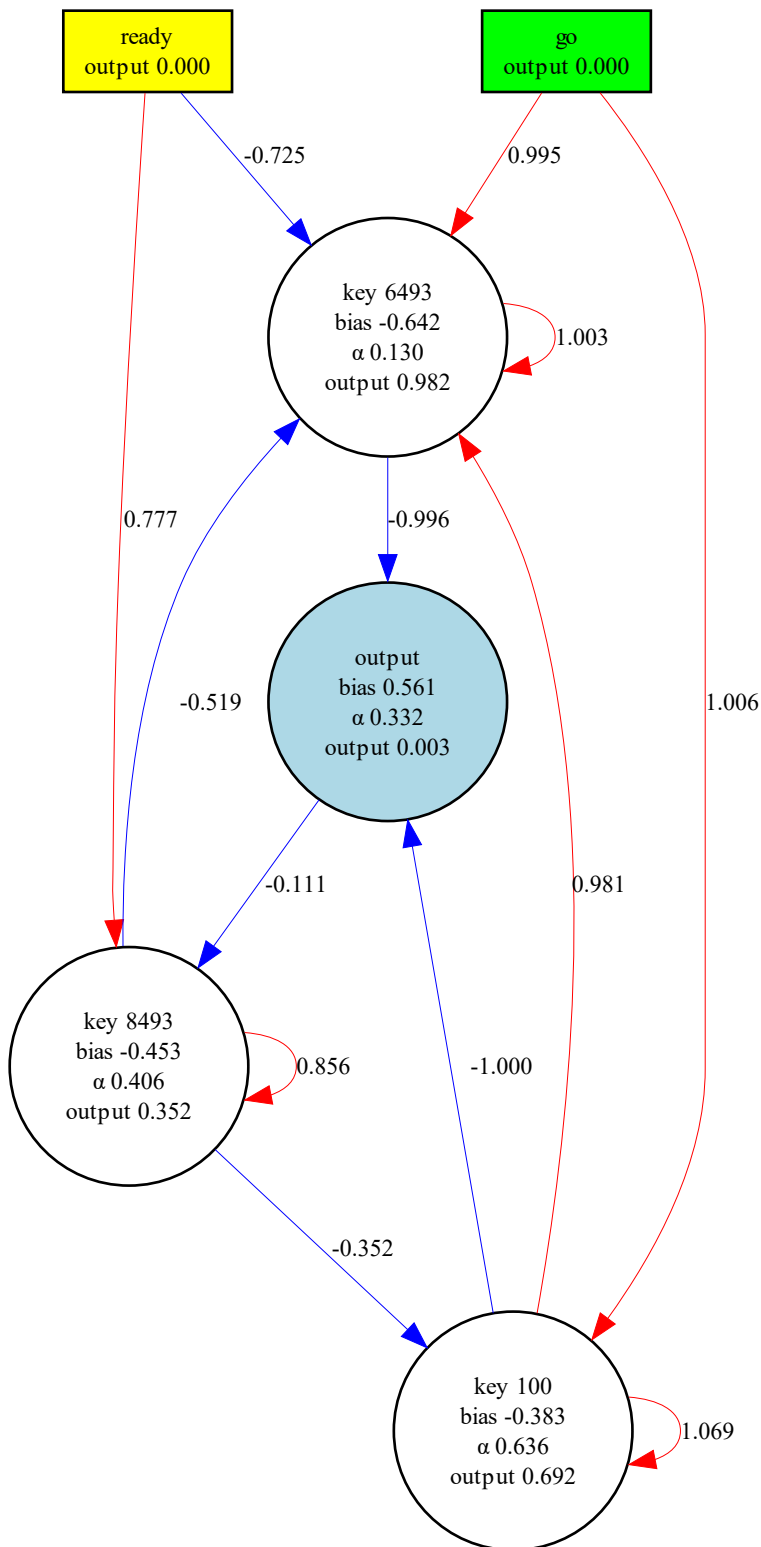 ready
output 0.000
go
output 0.000
-0.725
0.995
key 6493
bias -0.642
α 0.130
output 0.982
1.003
0.777
-0.996
output
bias 0.561
α 0.332
output 0.003
-0.519
1.006
-0.111
0.981
key 8493
bias -0.453
α 0.406
output 0.352
0.856
-1.000
-0.352
key 100
bias -0.383
α 0.636
output 0.692
1.069